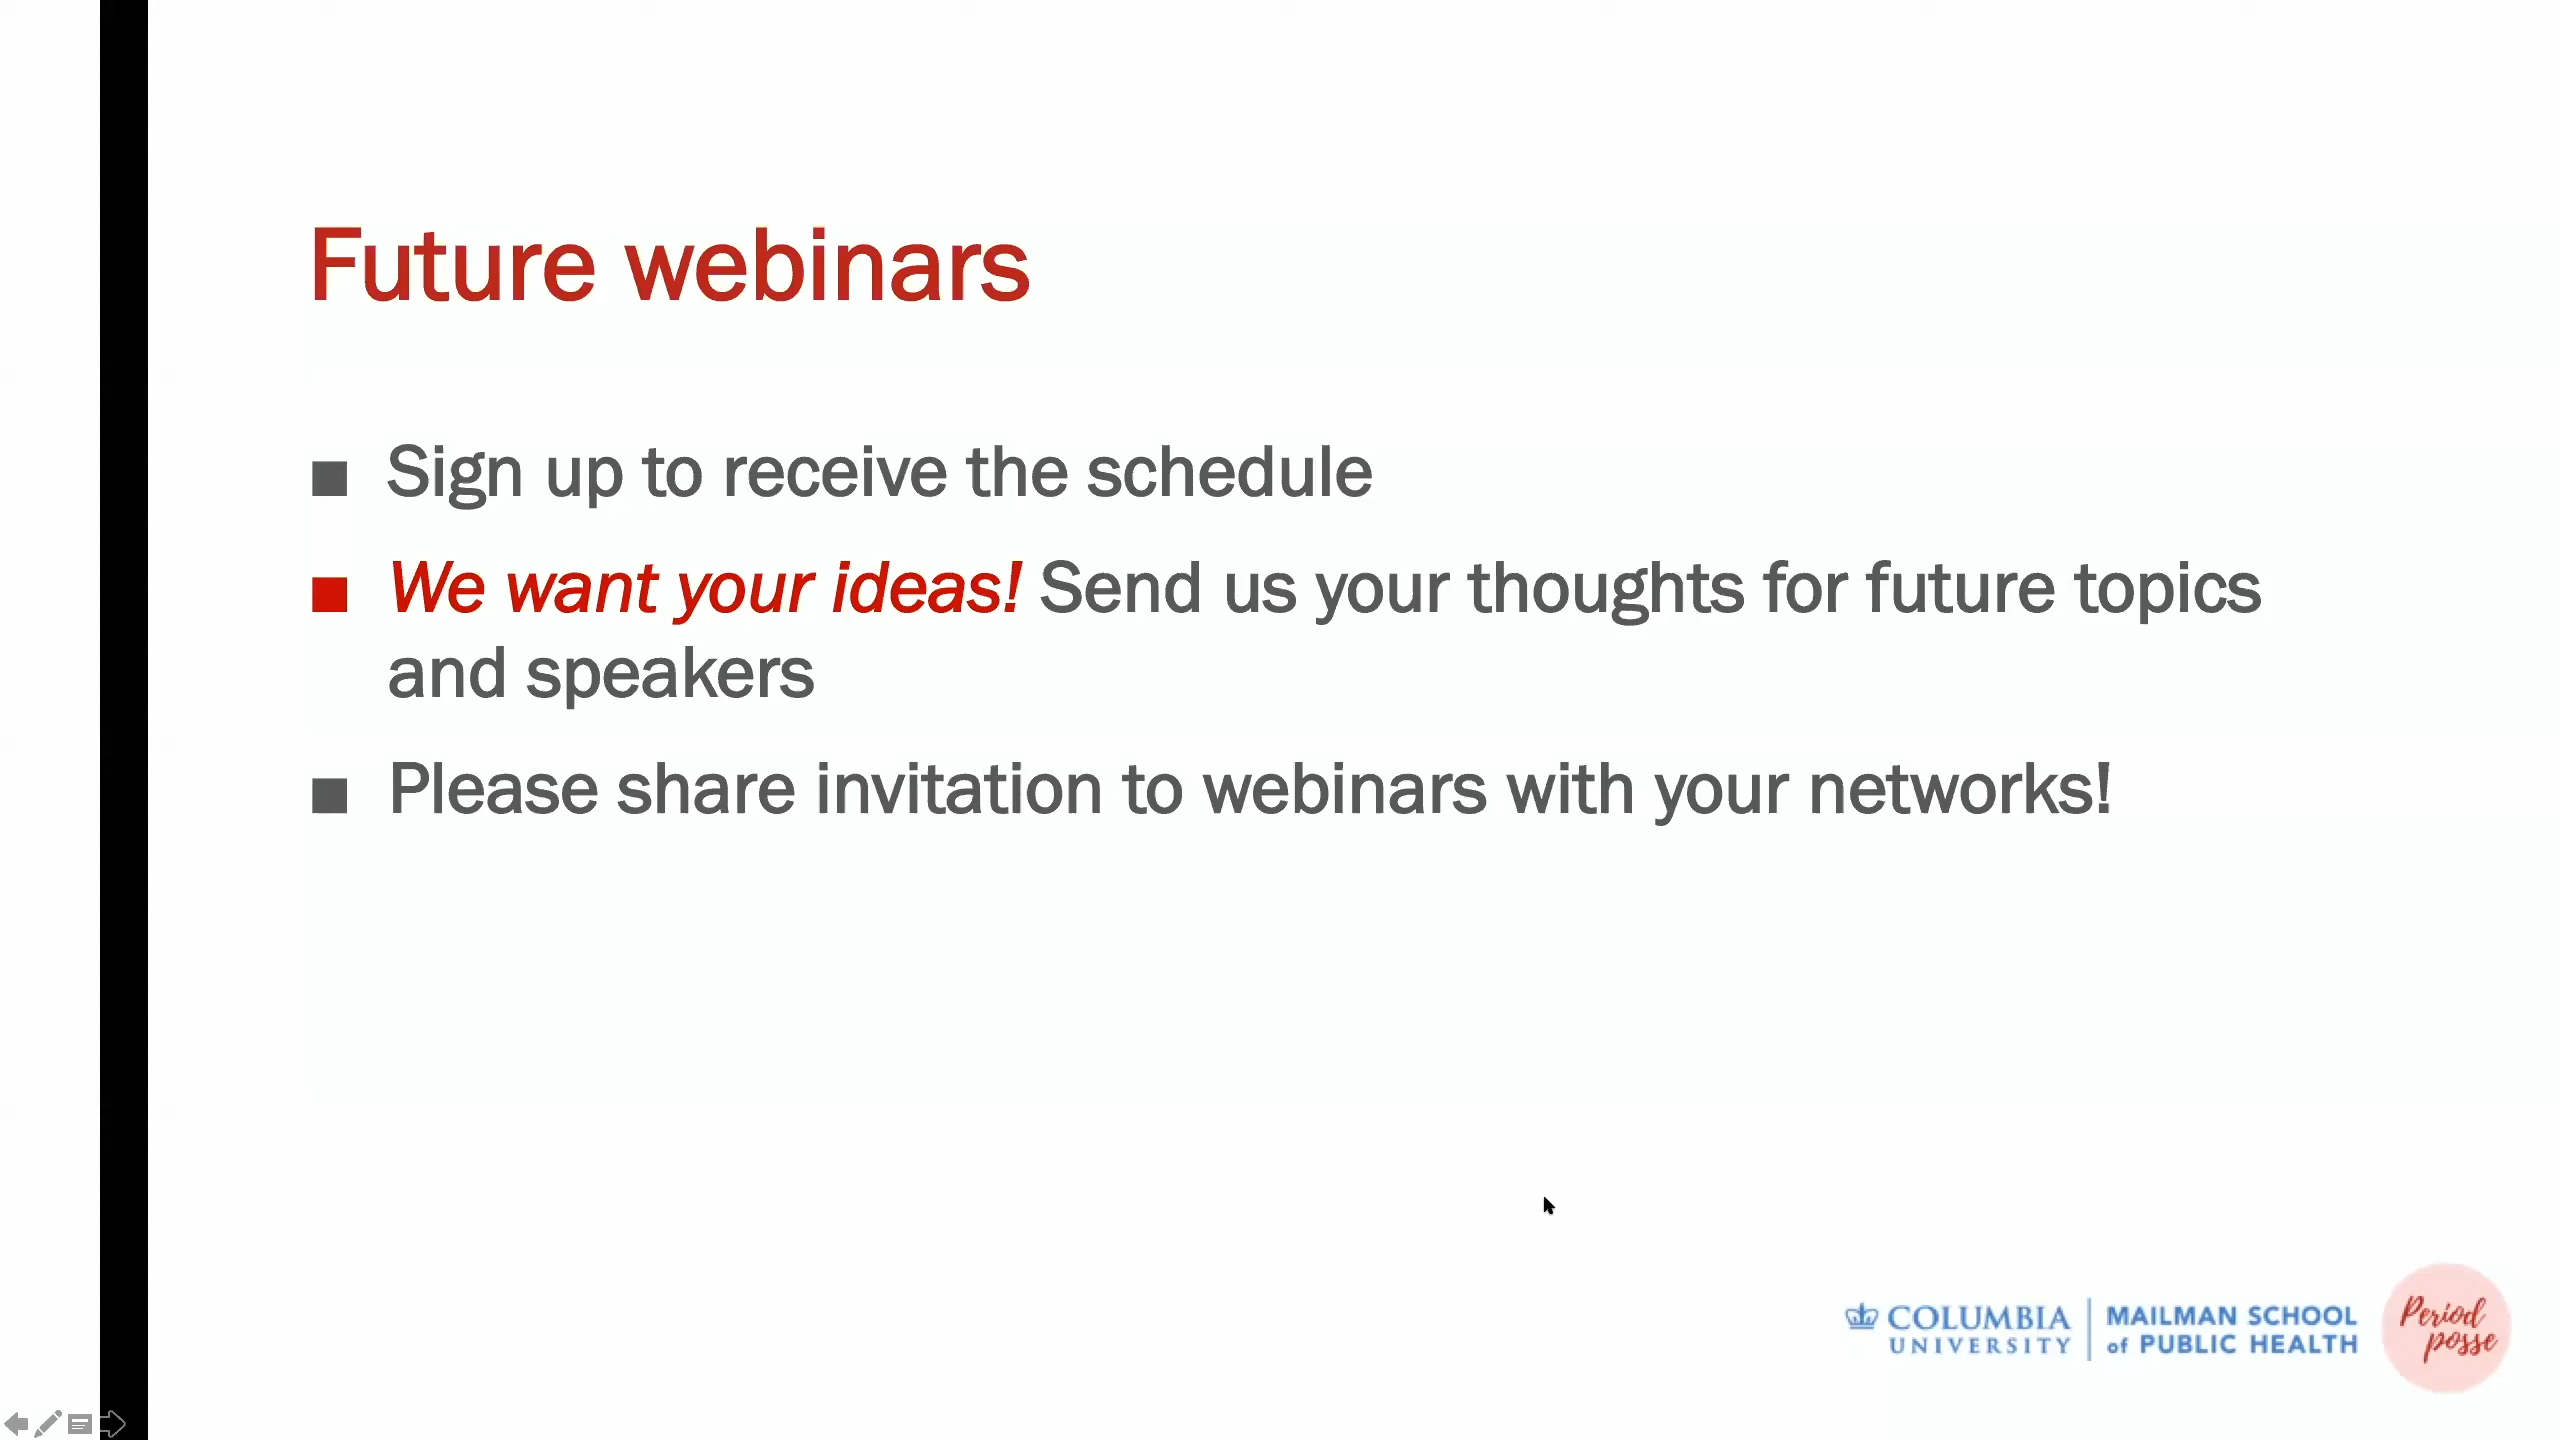 Future webinars
Sign up to receive the schedule
We want your ideas! Send us your thoughts for future topics
and speakers
Please share invitation to webinars with your networks!
COLUMBIA
UNIVERSITY
MAILMAN SCHOOL
of PUBLIC HEALTH
Period
posse